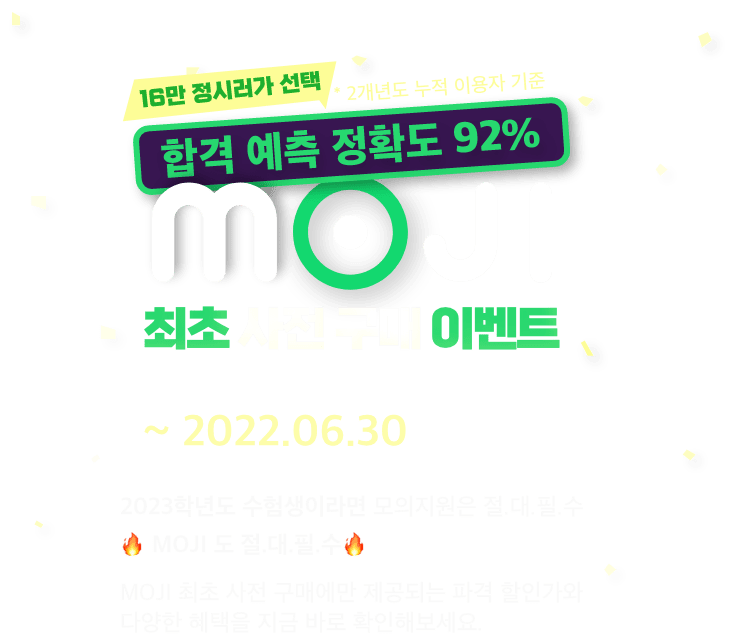 16만 정시러가 선택
* 2개년도 누적 이용자 기준
합격 예측 정확도 92%
moJI
최초 사전 구매 이벤트
~ 2022.06.30
2023학년도 수험생이라면 모의지원은 절.대.필.수
🔥 MOJI 도 절.대.필.수🔥
MOJI 최초 사전 구매에만 제공되는 파격 할인가와
다양한 혜택을 지금 바로 확인해보세요.